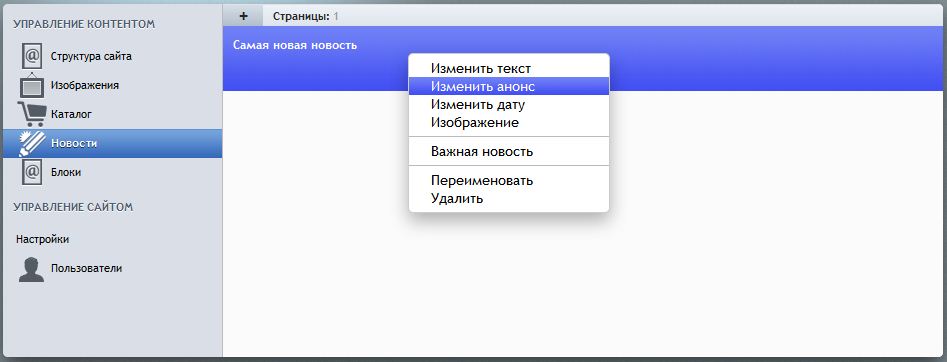 УПРАВЛЕНИЕ КОНТЕНТОМ
Структура сайта
Изображения
Каталог
Новости
Блоки
УПРАВЛЕНИЕ САЙТОМ
Настройки
Пользователи
+ Страницы: 1
Самая новая новость
Изменить текст
Изменить анонс
Изменить дату
Изображение
Важная новость
Переименовать
Удалить